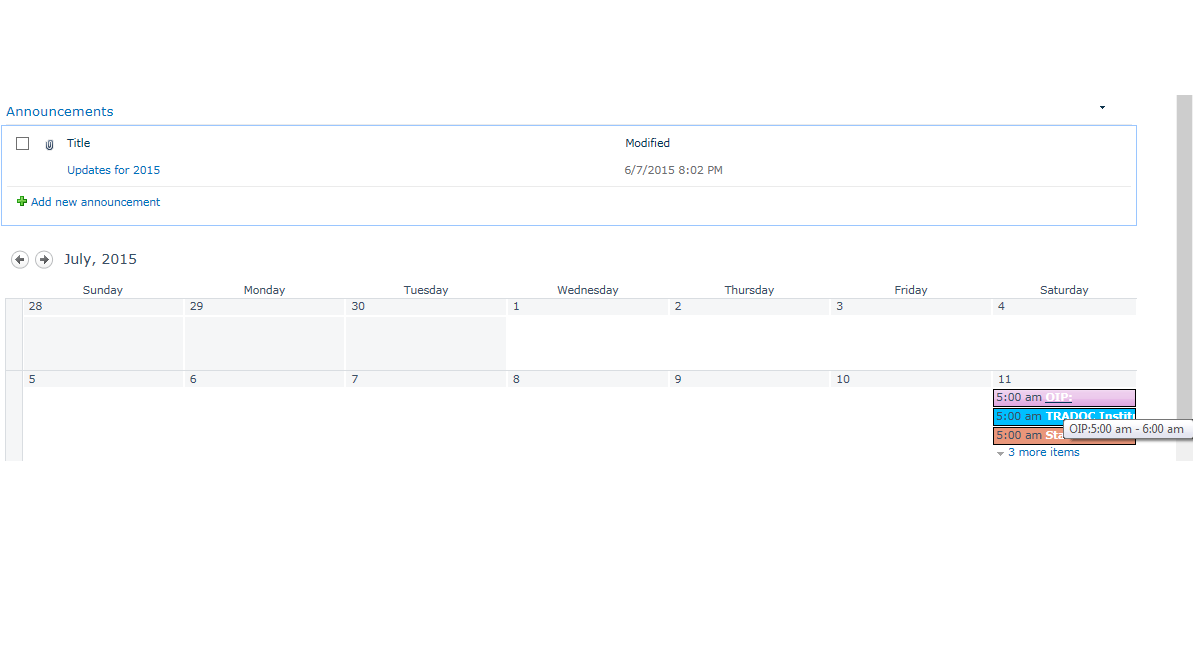 Announcements
Title Modified
Updates for 2015 6/7/2015 8:02 PM
Add new announcement
July, 2015
Sunday Monday Tuesday Wednesday Thursday Friday Saturday
28 29 30 1 2 3 4
5 6 7 8 9 10 11
5:00 am OIP:
5:00 am TRADOC Instit
OIP:5:00 am - 6:00 am
5:00 am
3 more items